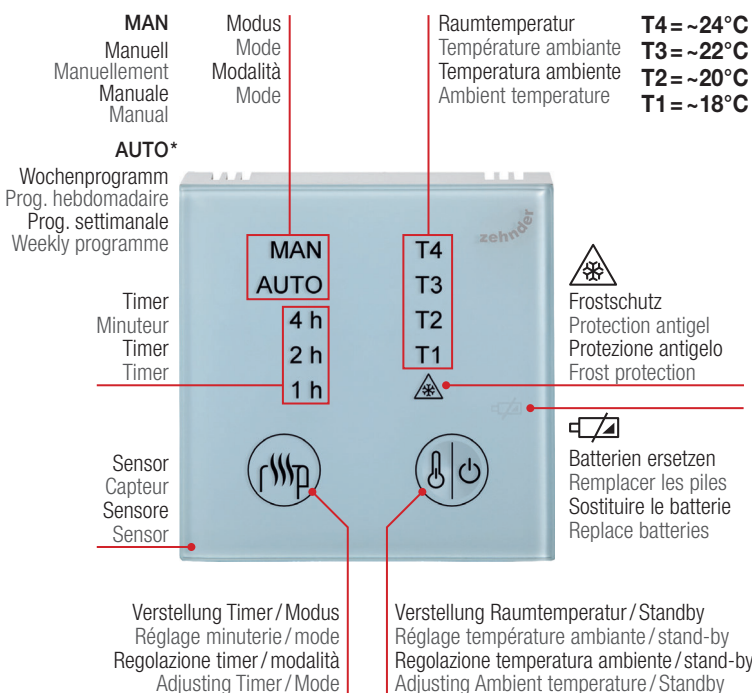 MAN
Manuell
Manuellement
Manuale
Manual
AUTO*
Wochenprogramm
Prog. hebdomadaire
Prog. settimanale
Weekly programme
Modus
Mode
Modalità
Mode
Raumtemperatur
Température ambiante
Temperatura ambiente
Ambient temperature
T4=~24°C
T3=~22°C
T2=~20°C
T1=~18°C
zehnder
MAN
AUTO
4 h
2 h
1 h
T4
T3
T2
T1
Timer
Minuteur
Timer
Timer
Frostschutz
Protection antigel
Protezione antigelo
Frost protection
Batterien ersetzen
Remplacer les piles
Sostituire le batterie
Replace batteries
Sensor
Capteur
Sensore
Sensor
Verstellung Timer/Modus
Réglage minuterie/mode
Regolazione timer/modalità
Adjusting Timer/Mode
Verstellung Raumtemperatur/Standby
Réglage température ambiante/stand-by
Regolazione temperatura ambiente/stand-by
Adjusting Ambient temperature/Standby